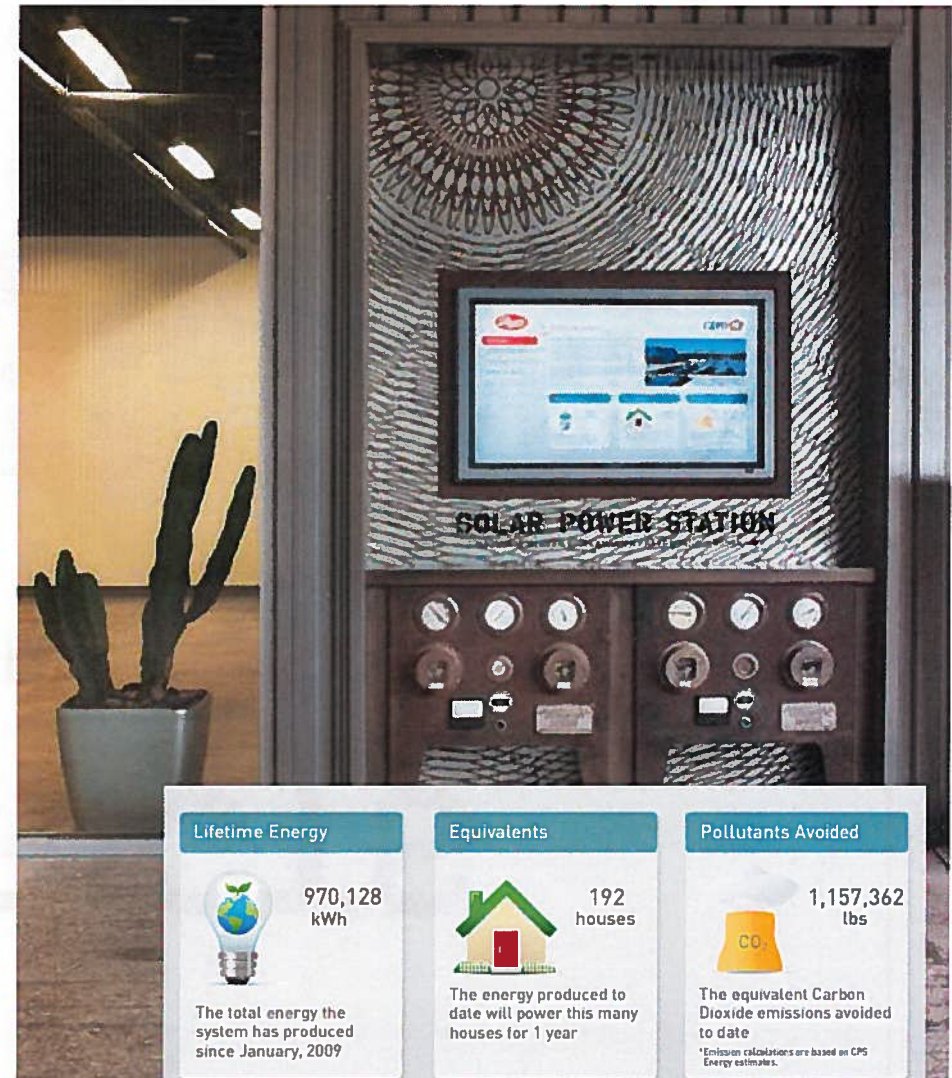 SOLAR POWER STATION
Lifetime Energy
970,128
kWh
The total energy the
system has produced
since January, 2009
Equivalents
192
houses
The energy produced to
date will power this many
houses for 1 year
Pollutants Avoided
1,157,362
lbs
CO₂
The equivalent Carbon
Dioxide emissions avoided
to date
*Emission calculations are based on CPS
Energy estimates.